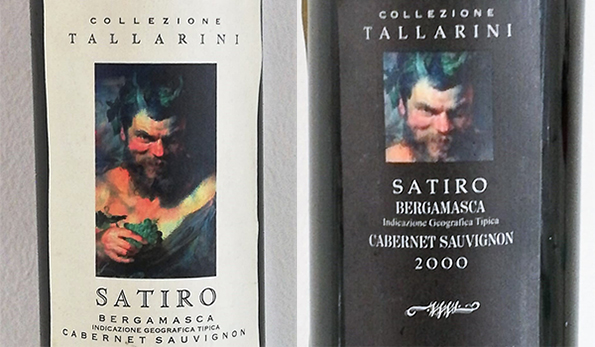 COLLEZIONE
TALLARINI
SATIRO
BERGAMASCA
INDICAZIONE GEOGRAFICA TIPICA
CABERNET SAUVIGNON
COLLEZIONE
TALLARINI
SATIRO
BERGAMASCA
Indicazione Geografica Tipica
CABERNET SAUVIGNON
2000